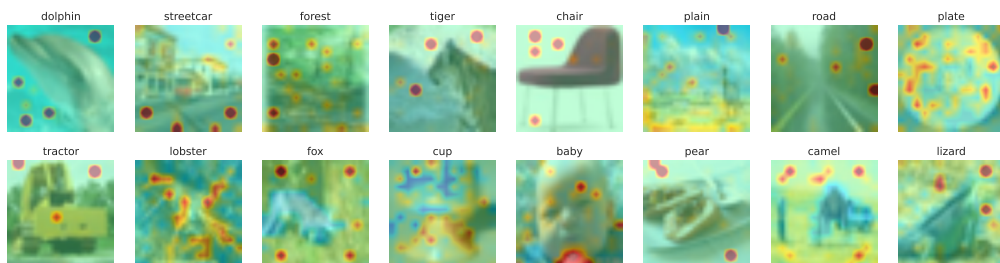 dolphin streetcar forest tiger chair plain road plate
tractor lobster fox cup baby pear camel lizard